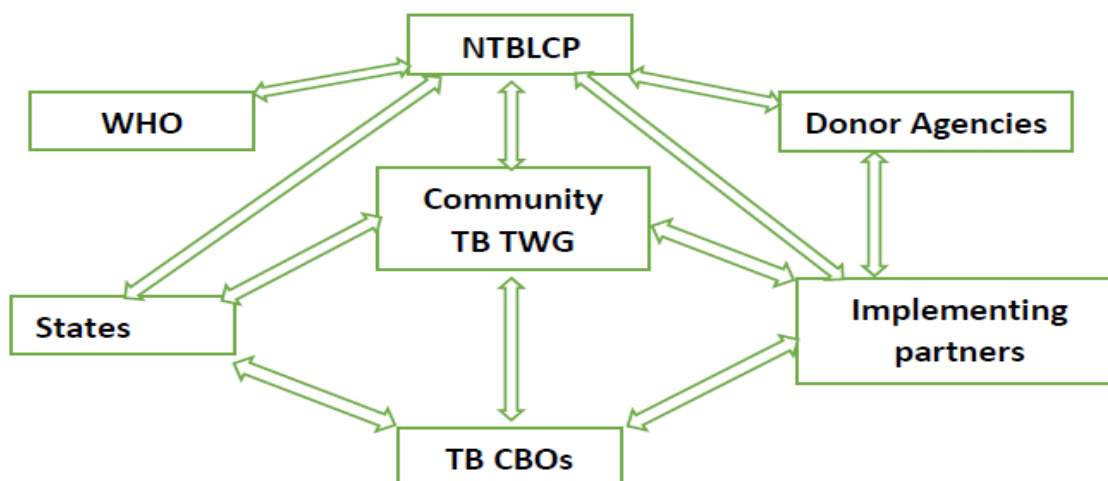 NTBLCP
WHO
Donor Agencies
Community
TB TWG
States
Implementing
partners
TB CBOs